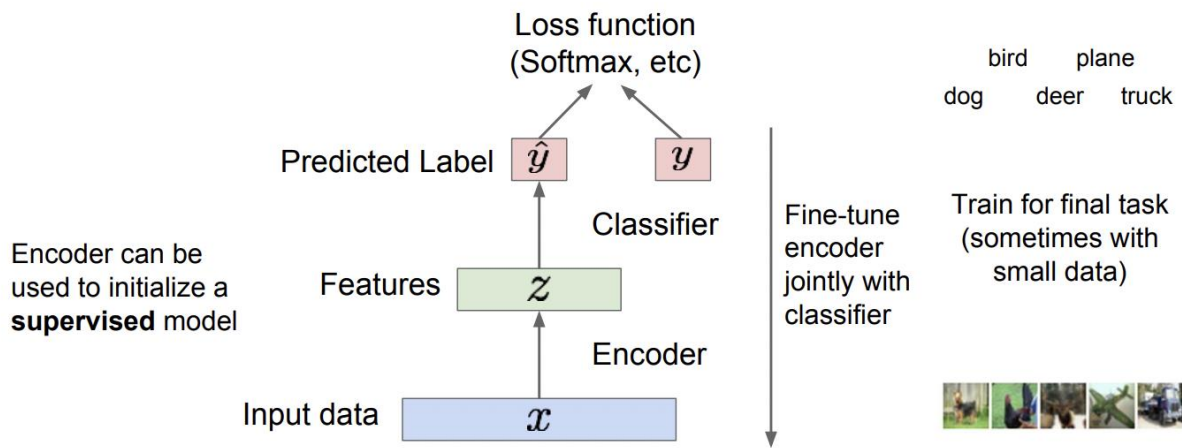 Loss function
(Softmax, etc)
bird plane
dog deer truck
Predicted Label
ŷ
y
Classifier
Fine-tune
encoder
jointly with
classifier
Train for final task
(sometimes with
small data)
Encoder can be
used to initialize a
supervised model
Features
z
Encoder
Input data
x